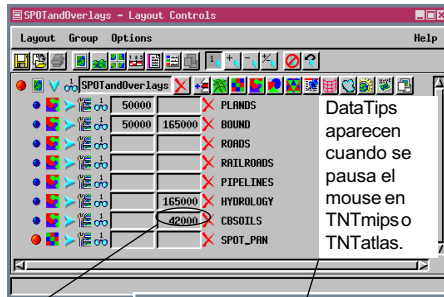 SPOTandOverlays - Layout Controls
Layout Group Options Help
SPOTandOverlays
50000 PLANDS
50000 165000 BOUND
ROADS
RAILROADS
PIPELINES
165000 HYDROLOGY
42000 CBSOILS
SPOT_PAN
DataTips
aparecen
cuando se
pausa el
mouse en
TNTmips o
TNTatlas.